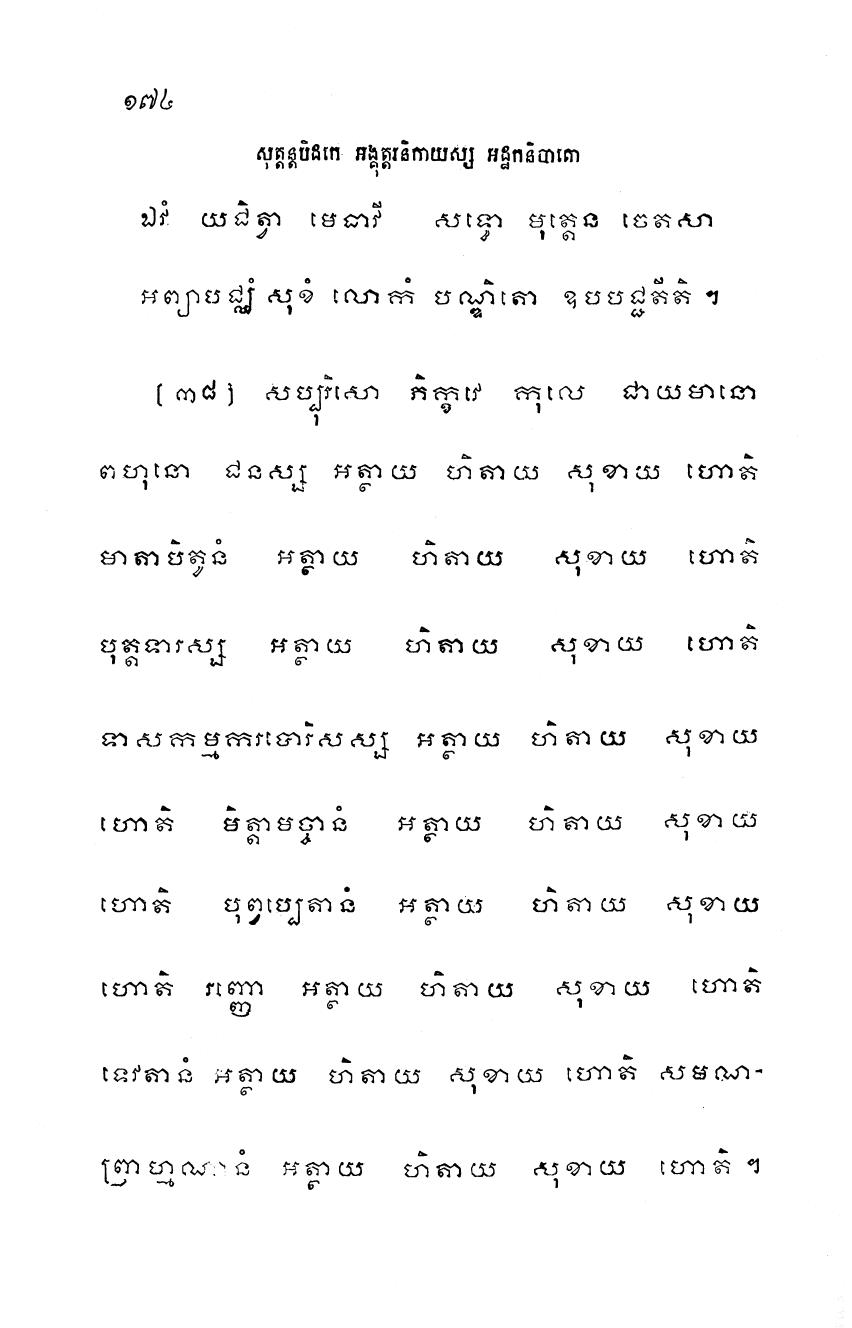 ១៧៤
សុត្តន្តបិដកេ អង្គុត្តរនិកាយស្ស អដ្ឋកនិបាតោ
ឯវំ យជិត្វា មេធាវី សទ្ធោ មុត្តេន ចេតសា
អព្យាបជ្ឈំ សុខំ លោកំ បណ្ឌិតោ ឧបបជ្ជតីតិ ។
[៣៨] សប្បុរិសោ ភិក្ខវេ កុលេ ជាយមានោ
ពហុនោ ជនស្ស អត្ថាយ ហិតាយ សុខាយ ហោតិ
មាតាបិតូនំ អត្ថាយ ហិតាយ សុខាយ ហោតិ
បុត្តទារស្ស អត្ថាយ ហិតាយ សុខាយ ហោតិ
ទាសកម្មករបោរិសស្ស អត្ថាយ ហិតាយ សុខាយ
ហោតិ មិត្តាមច្ចានំ អត្ថាយ ហិតាយ សុខាយ
ហោតិ បុព្វប្បេតានំ អត្ថាយ ហិតាយ សុខាយ
ហោតិ រញ្ញោ អត្ថាយ ហិតាយ សុខាយ ហោតិ
ទេវតានំ អត្ថាយ ហិតាយ សុខាយ ហោតិ សមណ-
ព្រាហ្មណានំ អត្ថាយ ហិតាយ សុខាយ ហោតិ ។